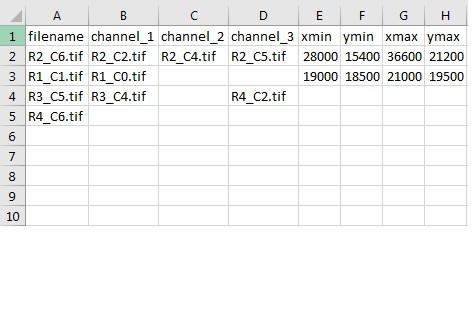 A B C D E F G H
1 filename channel_1 channel_2 channel_3 xmin ymin xmax ymax
2 R2_C6.tif R2_C2.tif R2_C4.tif R2_C5.tif 28000 15400 36600 21200
3 R1_C1.tif R1_C0.tif 19000 18500 21000 19500
4 R3_C5.tif R3_C4.tif R4_C2.tif
5 R4_C6.tif
6
7
8
9
10